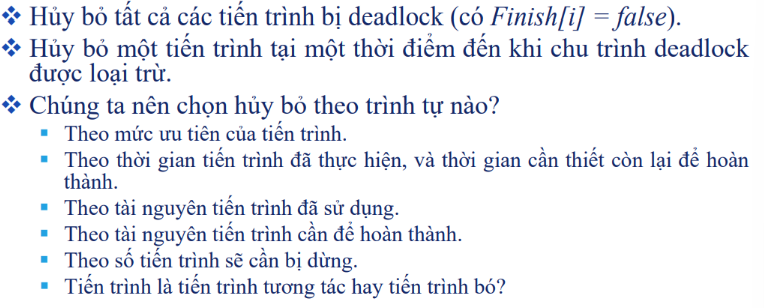 ❖ Hủy bỏ tất cả các tiến trình bị deadlock (có Finish[i] = false).
❖ Hủy bỏ một tiến trình tại một thời điểm đến khi chu trình deadlock
được loại trừ.
❖ Chúng ta nên chọn hủy bỏ theo trình tự nào?
▪ Theo mức ưu tiên của tiến trình.
▪ Theo thời gian tiến trình đã thực hiện, và thời gian cần thiết còn lại để hoàn
thành.
▪ Theo tài nguyên tiến trình đã sử dụng.
▪ Theo tài nguyên tiến trình cần để hoàn thành.
▪ Theo số tiến trình sẽ cần bị dừng.
▪ Tiến trình là tiến trình tương tác hay tiến trình bó?